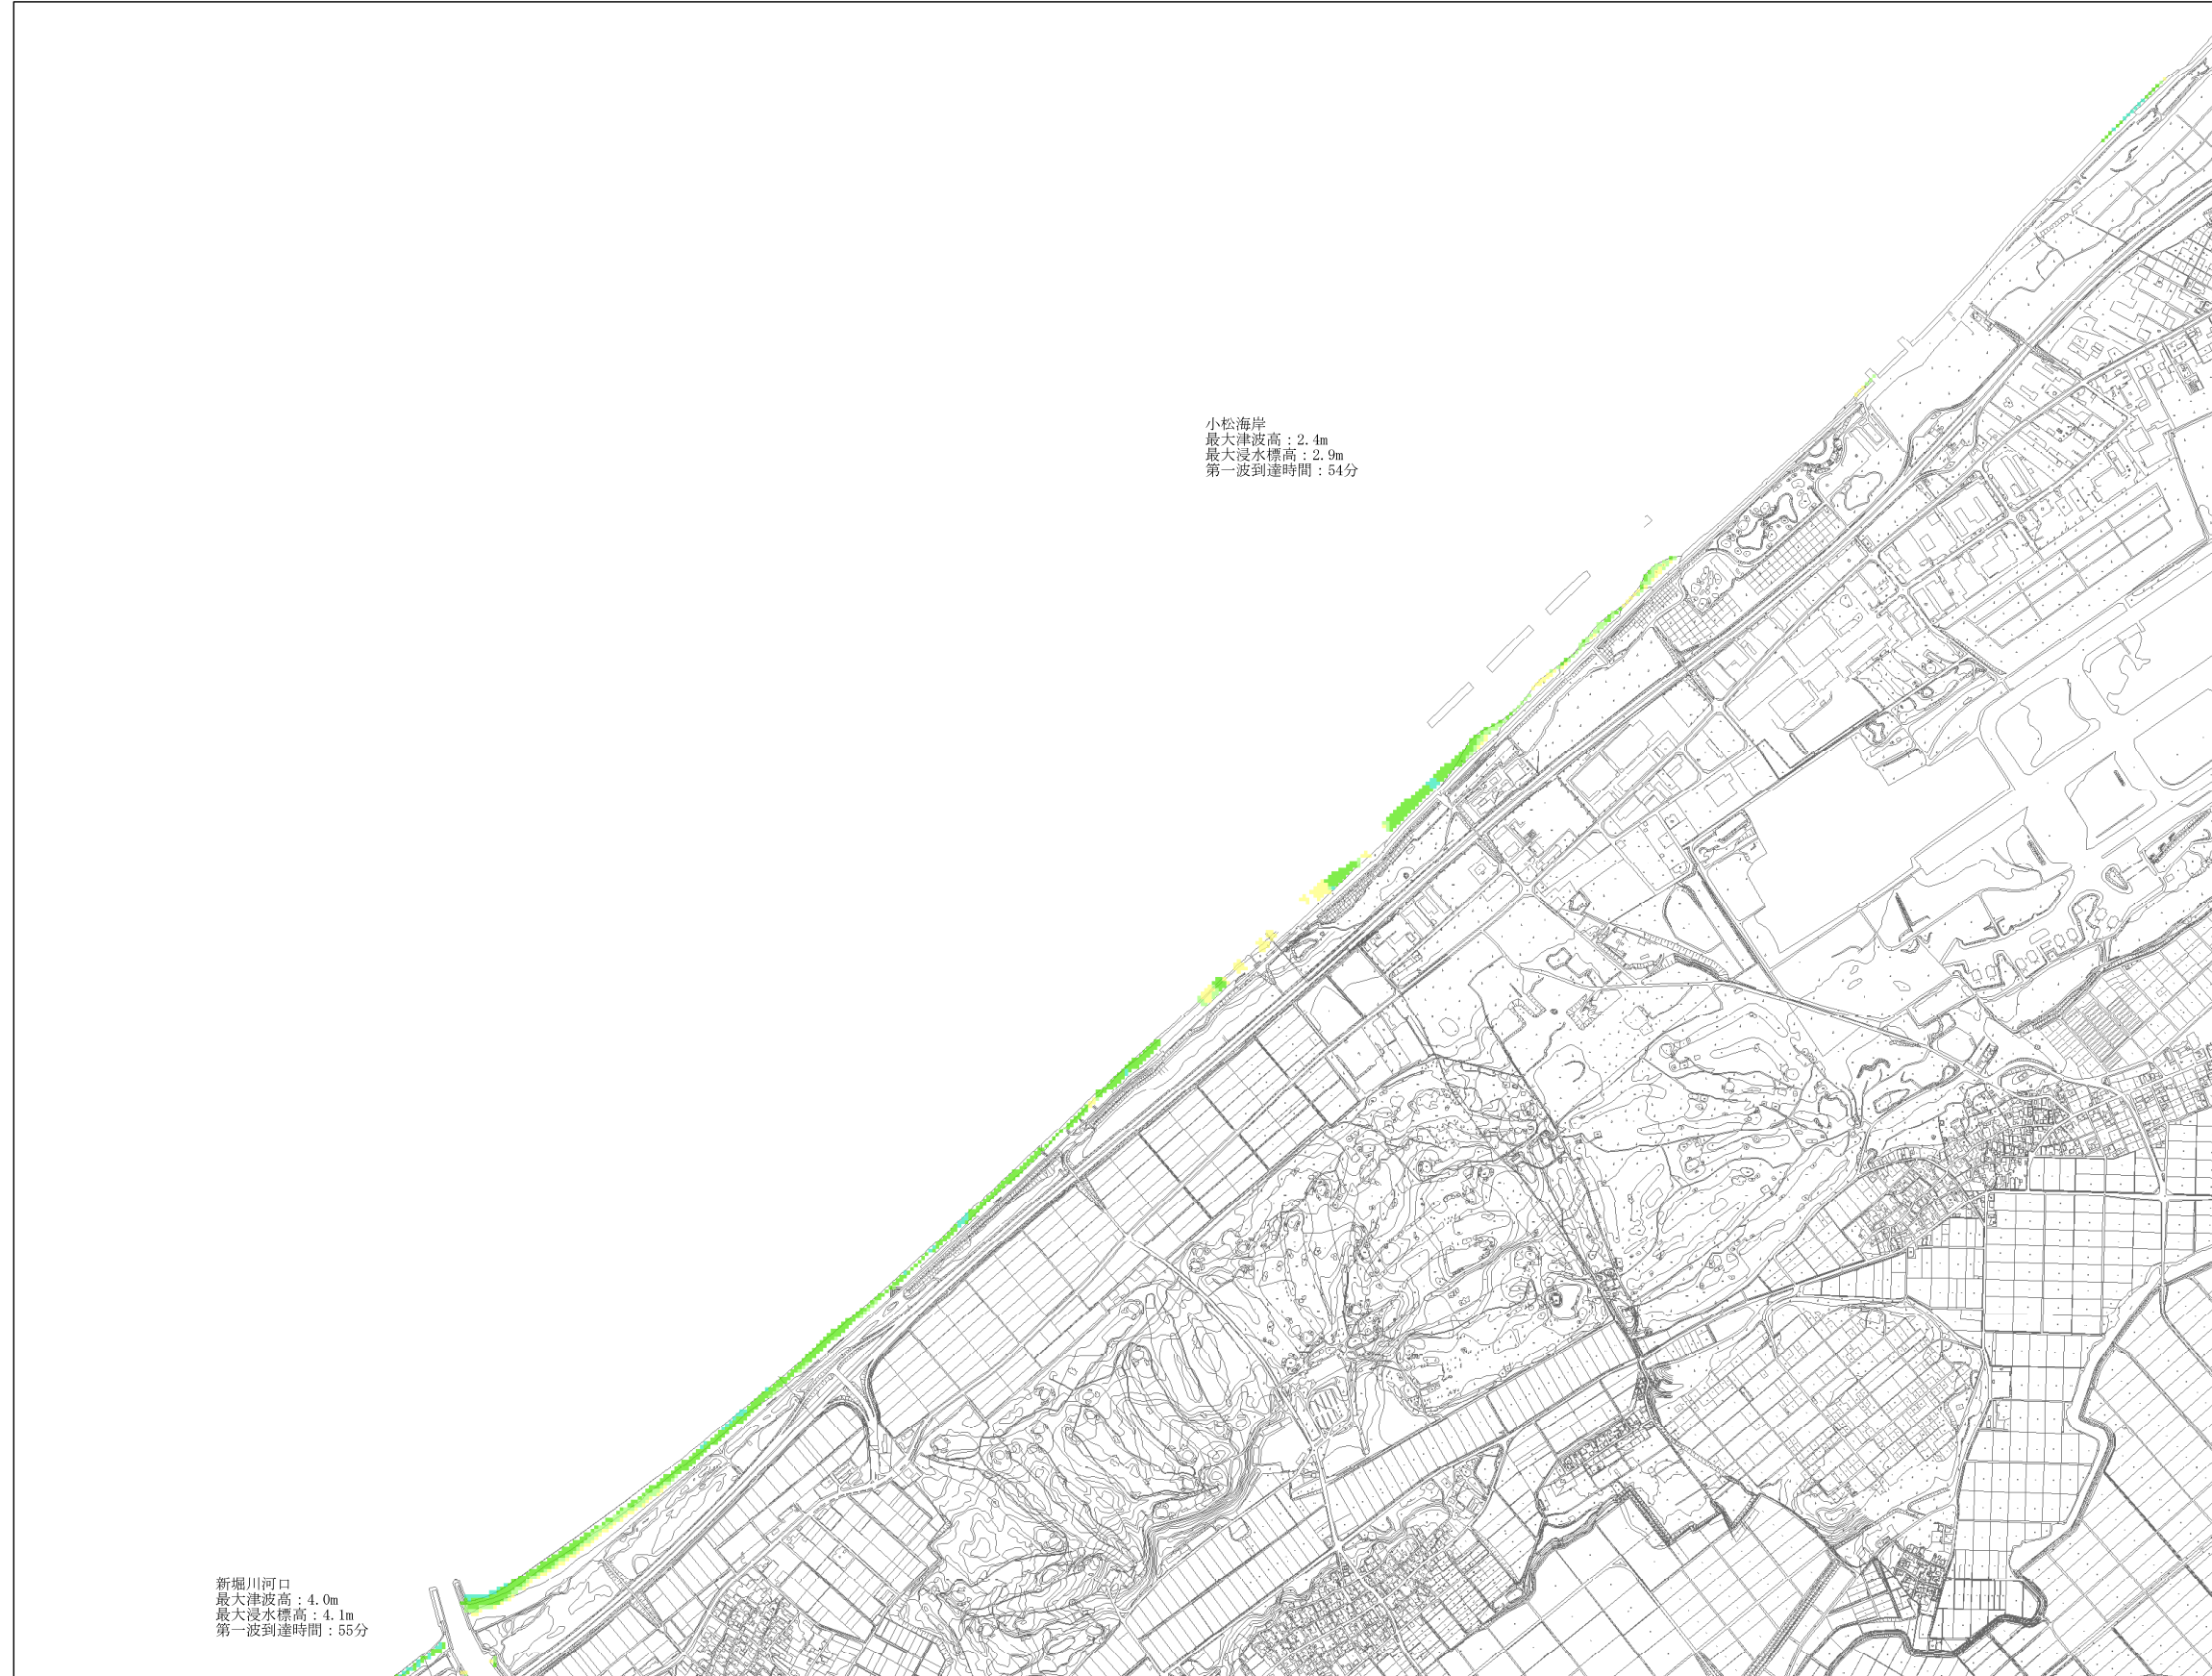 小松海岸
最大津波高：2.4m
最大浸水標高：2.9m
第一波到達時間：54分
新堀川河口
最大津波高：4.0m
最大浸水標高：4.1m
第一波到達時間：55分